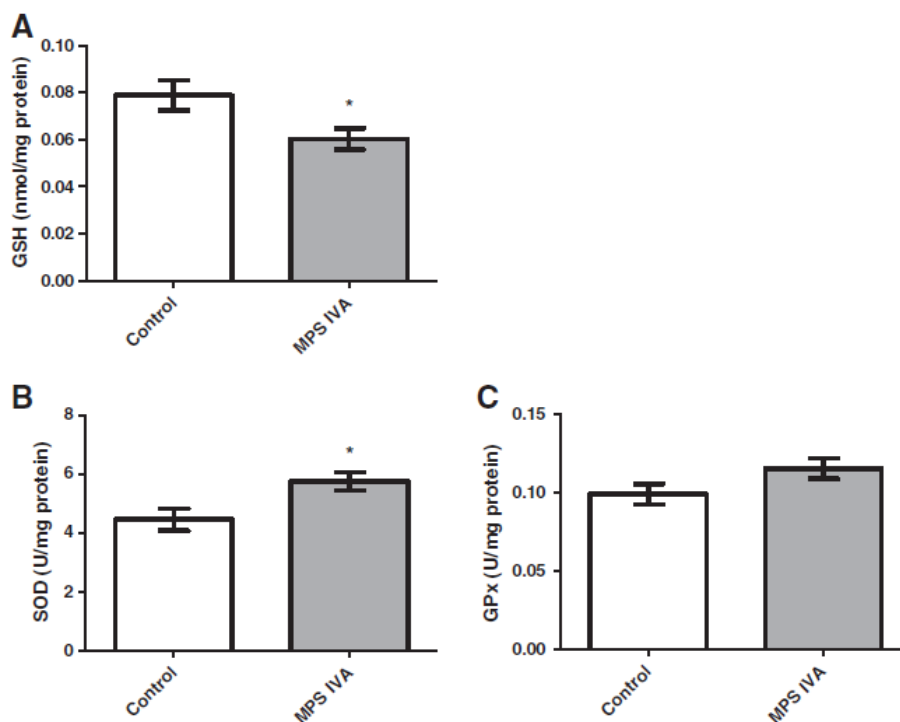 A
GSH (nmol/mg protein)
0.10
0.08
0.06
0.04
0.02
0.00
*
Control
MPS IVA
B
SOD (U/mg protein)
8
6
4
2
0
*
Control
MPS IVA
C
GPx (U/mg protein)
0.15
0.10
0.05
0.00
Control
MPS IVA